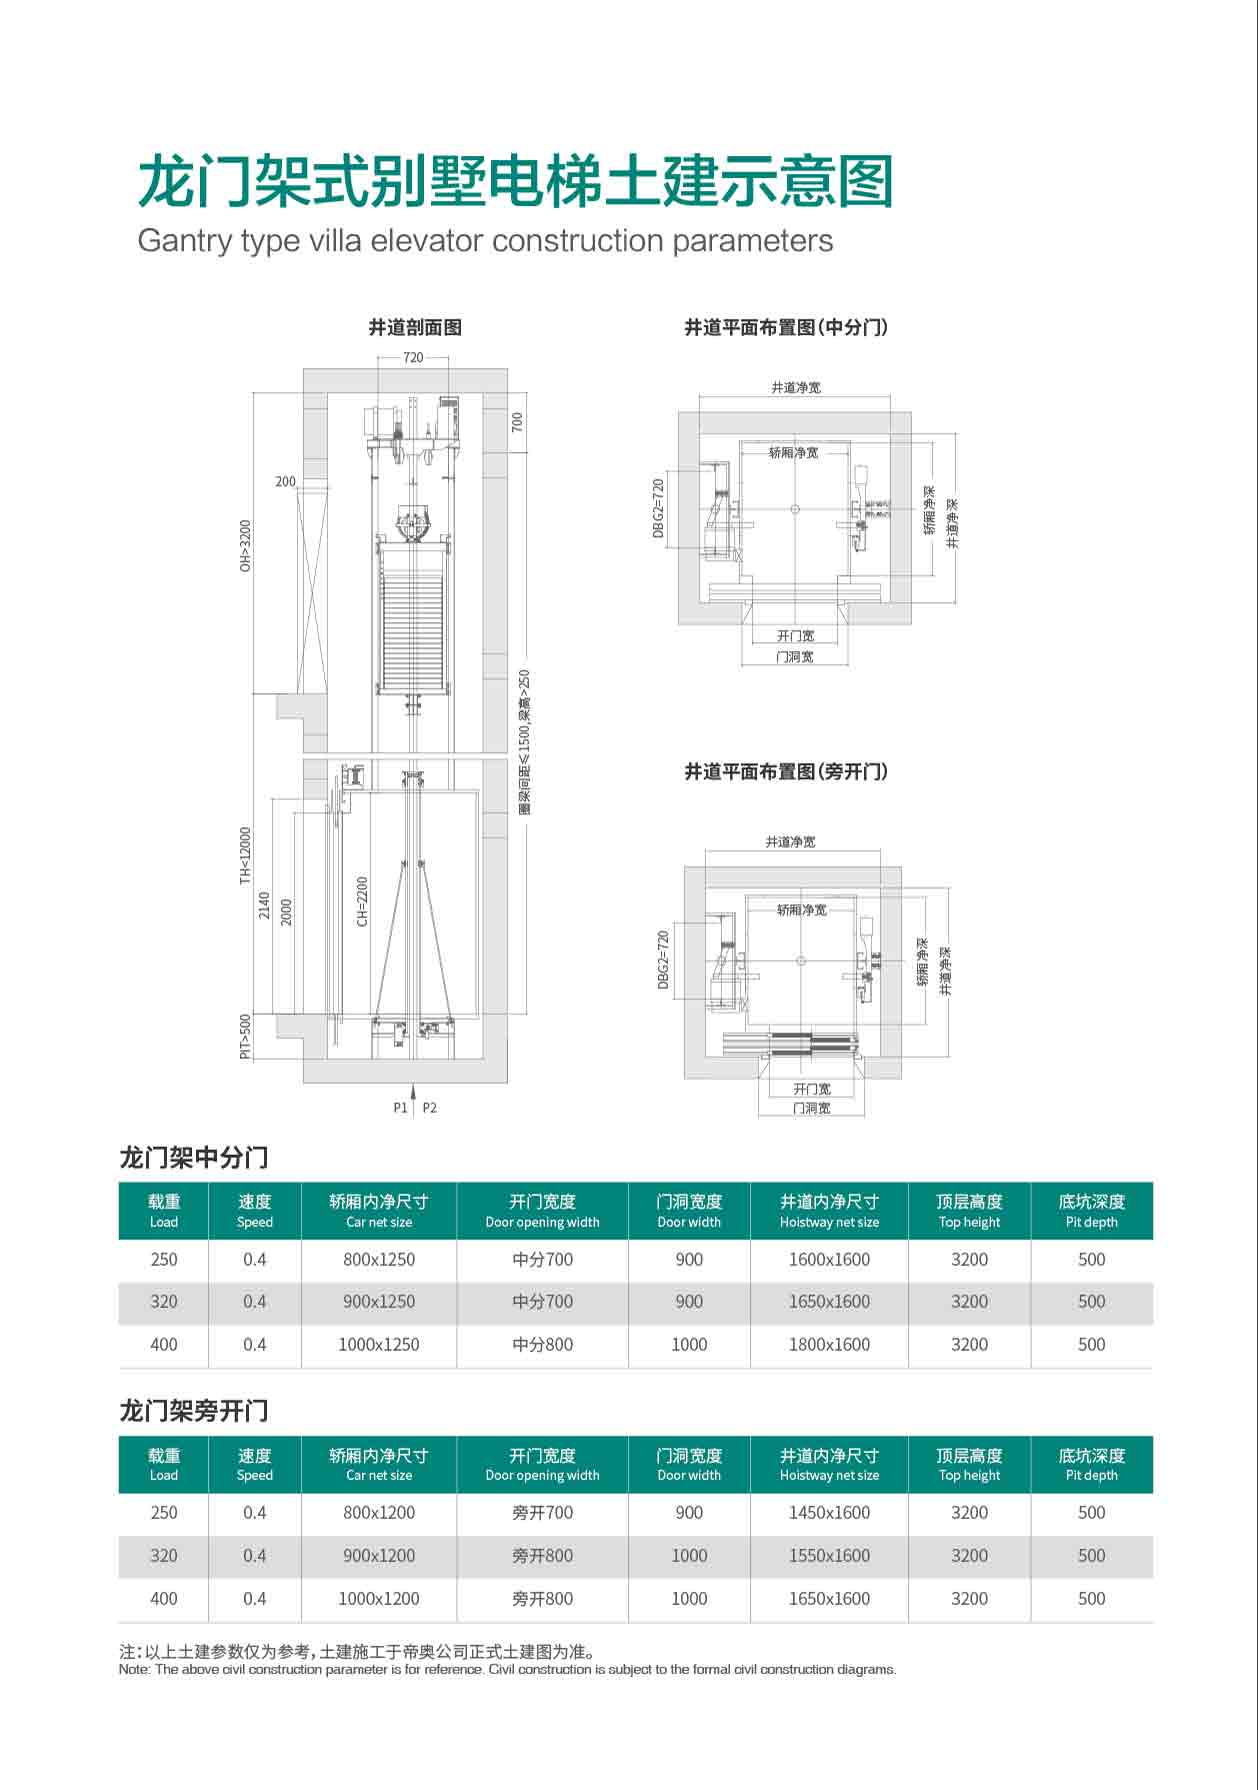 龙门架式别墅电梯土建示意图
Gantry type villa elevator construction parameters
井道剖面图
720
700
200
OH>3200
圈梁间距≤1500,梁高>250
TH<12000
2140
2000
CH=2200
PIT>500
P1 P2
井道平面布置图(中分门)
井道净宽
轿厢净宽
DBG2=720
轿厢净深
井道净深
开门宽
门洞宽
井道平面布置图(旁开门)
井道净宽
轿厢净宽
DBG2=720
轿厢净深
井道净深
开门宽
门洞宽
龙门架中分门
载重 速度 轿厢内净尺寸 开门宽度 门洞宽度 井道内净尺寸 顶层高度 底坑深度
Load Speed Car net size Door opening width Door width Hoistway net size Top height Pit depth
250 0.4 800x1250 中分700 900 1600x1600 3200 500
320 0.4 900x1250 中分700 900 1650x1600 3200 500
400 0.4 1000x1250 中分800 1000 1800x1600 3200 500
龙门架旁开门
载重 速度 轿厢内净尺寸 开门宽度 门洞宽度 井道内净尺寸 顶层高度 底坑深度
Load Speed Car net size Door opening width Door width Hoistway net size Top height Pit depth
250 0.4 800x1200 旁开700 900 1450x1600 3200 500
320 0.4 900x1200 旁开800 1000 1550x1600 3200 500
400 0.4 1000x1200 旁开800 1000 1650x1600 3200 500
注:以上土建参数仅为参考,土建施工于帝奥公司正式土建图为准。
Note: The above civil construction parameter is for reference. Civil construction is subject to the formal civil construction diagrams.